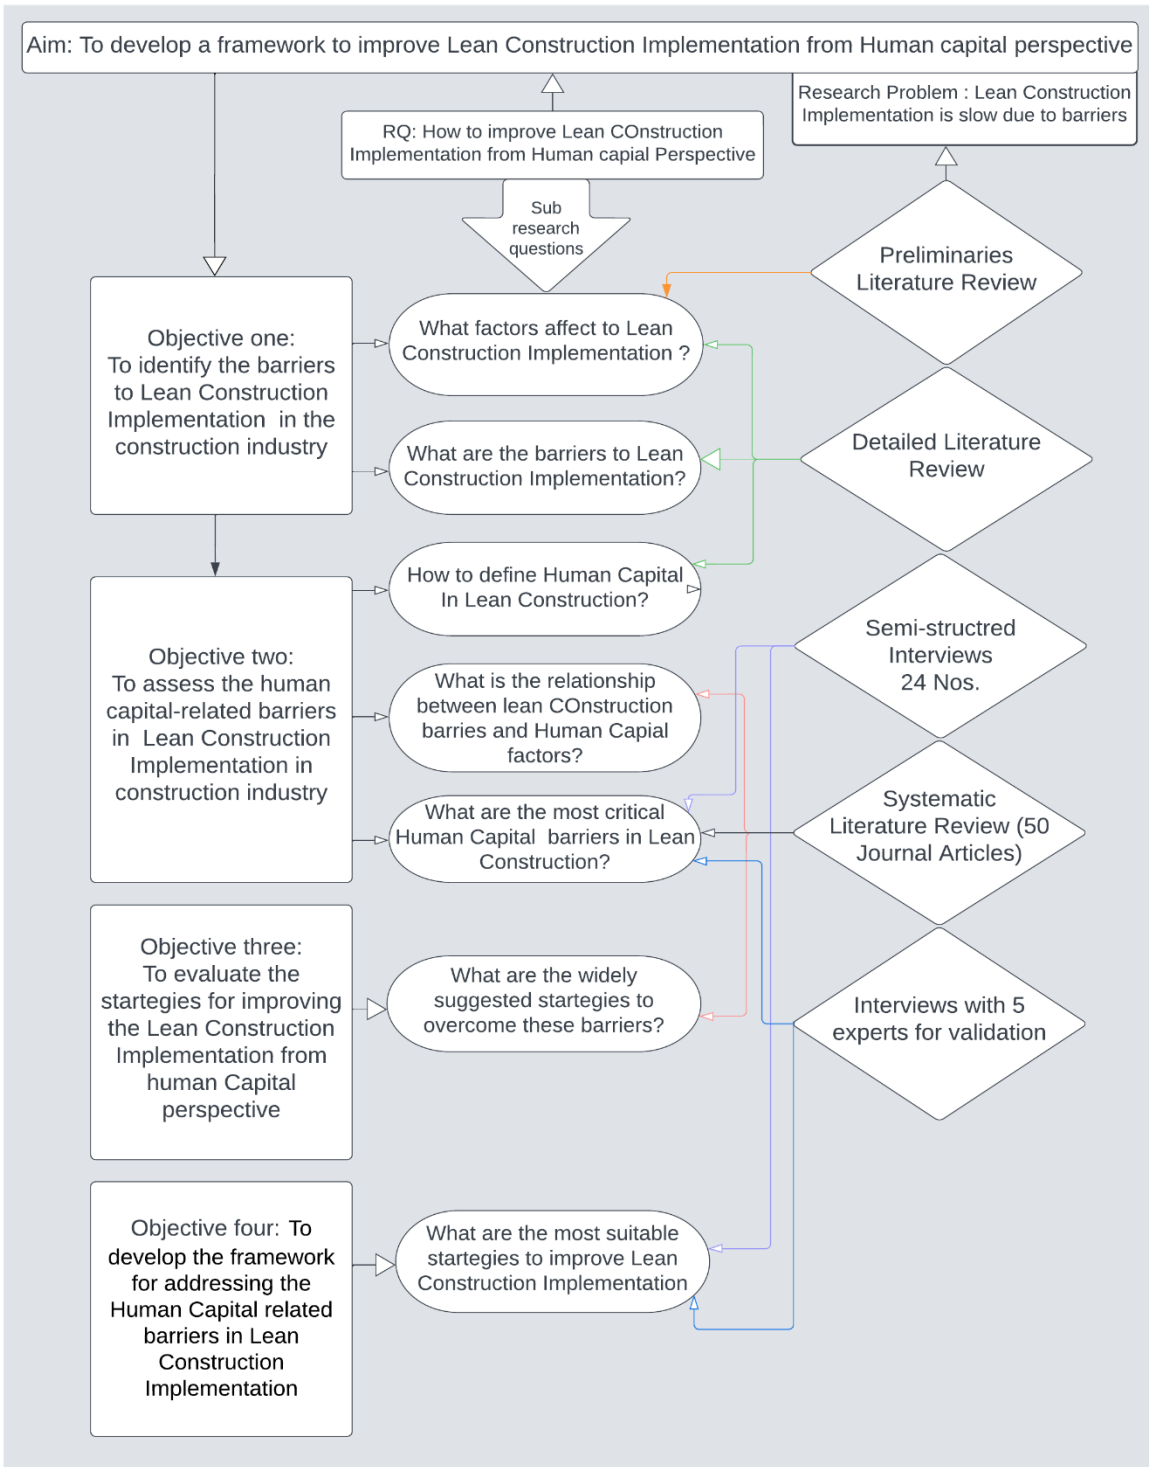 Aim: To develop a framework to improve Lean Construction Implementation from Human capital perspective
Research Problem : Lean Construction
Implementation is slow due to barriers
RQ: How to improve Lean COnstruction
Implementation from Human capial Perspective
Sub
research
questions
Preliminaries
Literature Review
Objective one:
To identify the barriers
to Lean Construction
Implementation in the
construction industry
What factors affect to Lean
Construction Implementation ?
What are the barriers to Lean
Construction Implementation?
Detailed Literature
Review
How to define Human Capital
In Lean Construction?
Semi-structred
Interviews
24 Nos.
Objective two:
To assess the human
capital-related barriers
in Lean Construction
Implementation in
construction industry
What is the relationship
between lean COnstruction
barries and Human Capial
factors?
What are the most critical
Human Capital barriers in Lean
Construction?
Systematic
Literature Review (50
Journal Articles)
Objective three:
To evaluate the
startegies for improving
the Lean Construction
Implementation from
human Capital
perspective
What are the widely
suggested startegies to
overcome these barriers?
Interviews with 5
experts for validation
Objective four: To
develop the framework
for addressing the
Human Capital related
barriers in Lean
Construction
Implementation
What are the most suitable
startegies to improve Lean
Construction Implementation